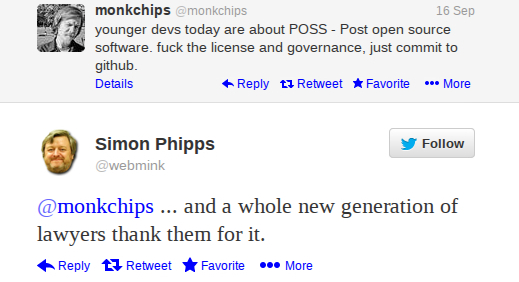 monkchips @monkchips 16 Sep
younger devs today are about POSS - Post open source
software. fuck the license and governance, just commit to
github.
Details Reply Retweet Favorite More
Simon Phipps
@webmink
Follow
@monkchips ... and a whole new generation of
lawyers thank them for it.
Reply Retweet Favorite More